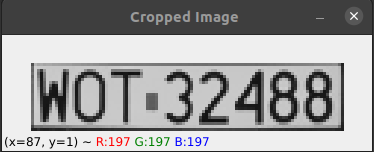 Cropped Image
WOT▪32488
(x=87, y=1) ~ R:197 G:197 B:197